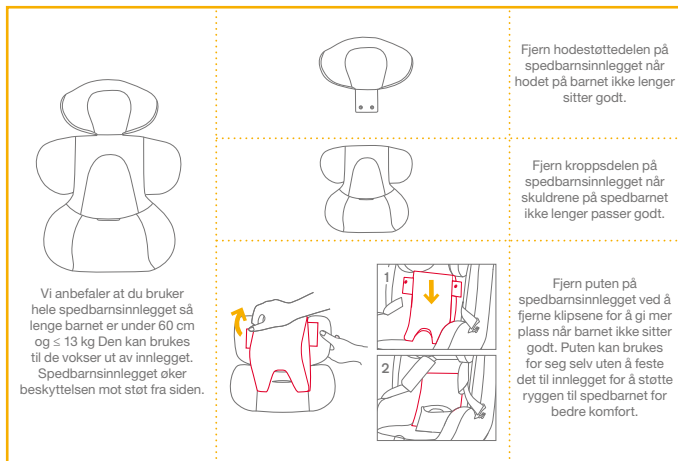 Vi anbefaler at du bruker
hele spedbarnsinnlegget så
lenge barnet er under 60 cm
og ≤ 13 kg Den kan brukes
til de vokser ut av innlegget.
Spedbarnsinnlegget øker
beskyttelsen mot støt fra siden.
Fjern hodestøttedelen på
spedbarnsinnlegget når
hodet på barnet ikke lenger
sitter godt.
Fjern kroppsdelen på
spedbarnsinnlegget når
skuldrene på spedbarnet
ikke lenger passer godt.
1
2
Fjern puten på
spedbarnsinnlegget ved å
fjerne klipsene for å gi mer
plass når barnet ikke sitter
godt. Puten kan brukes
for seg selv uten å feste
det til innlegget for å støtte
ryggen til spedbarnet for
bedre komfort.